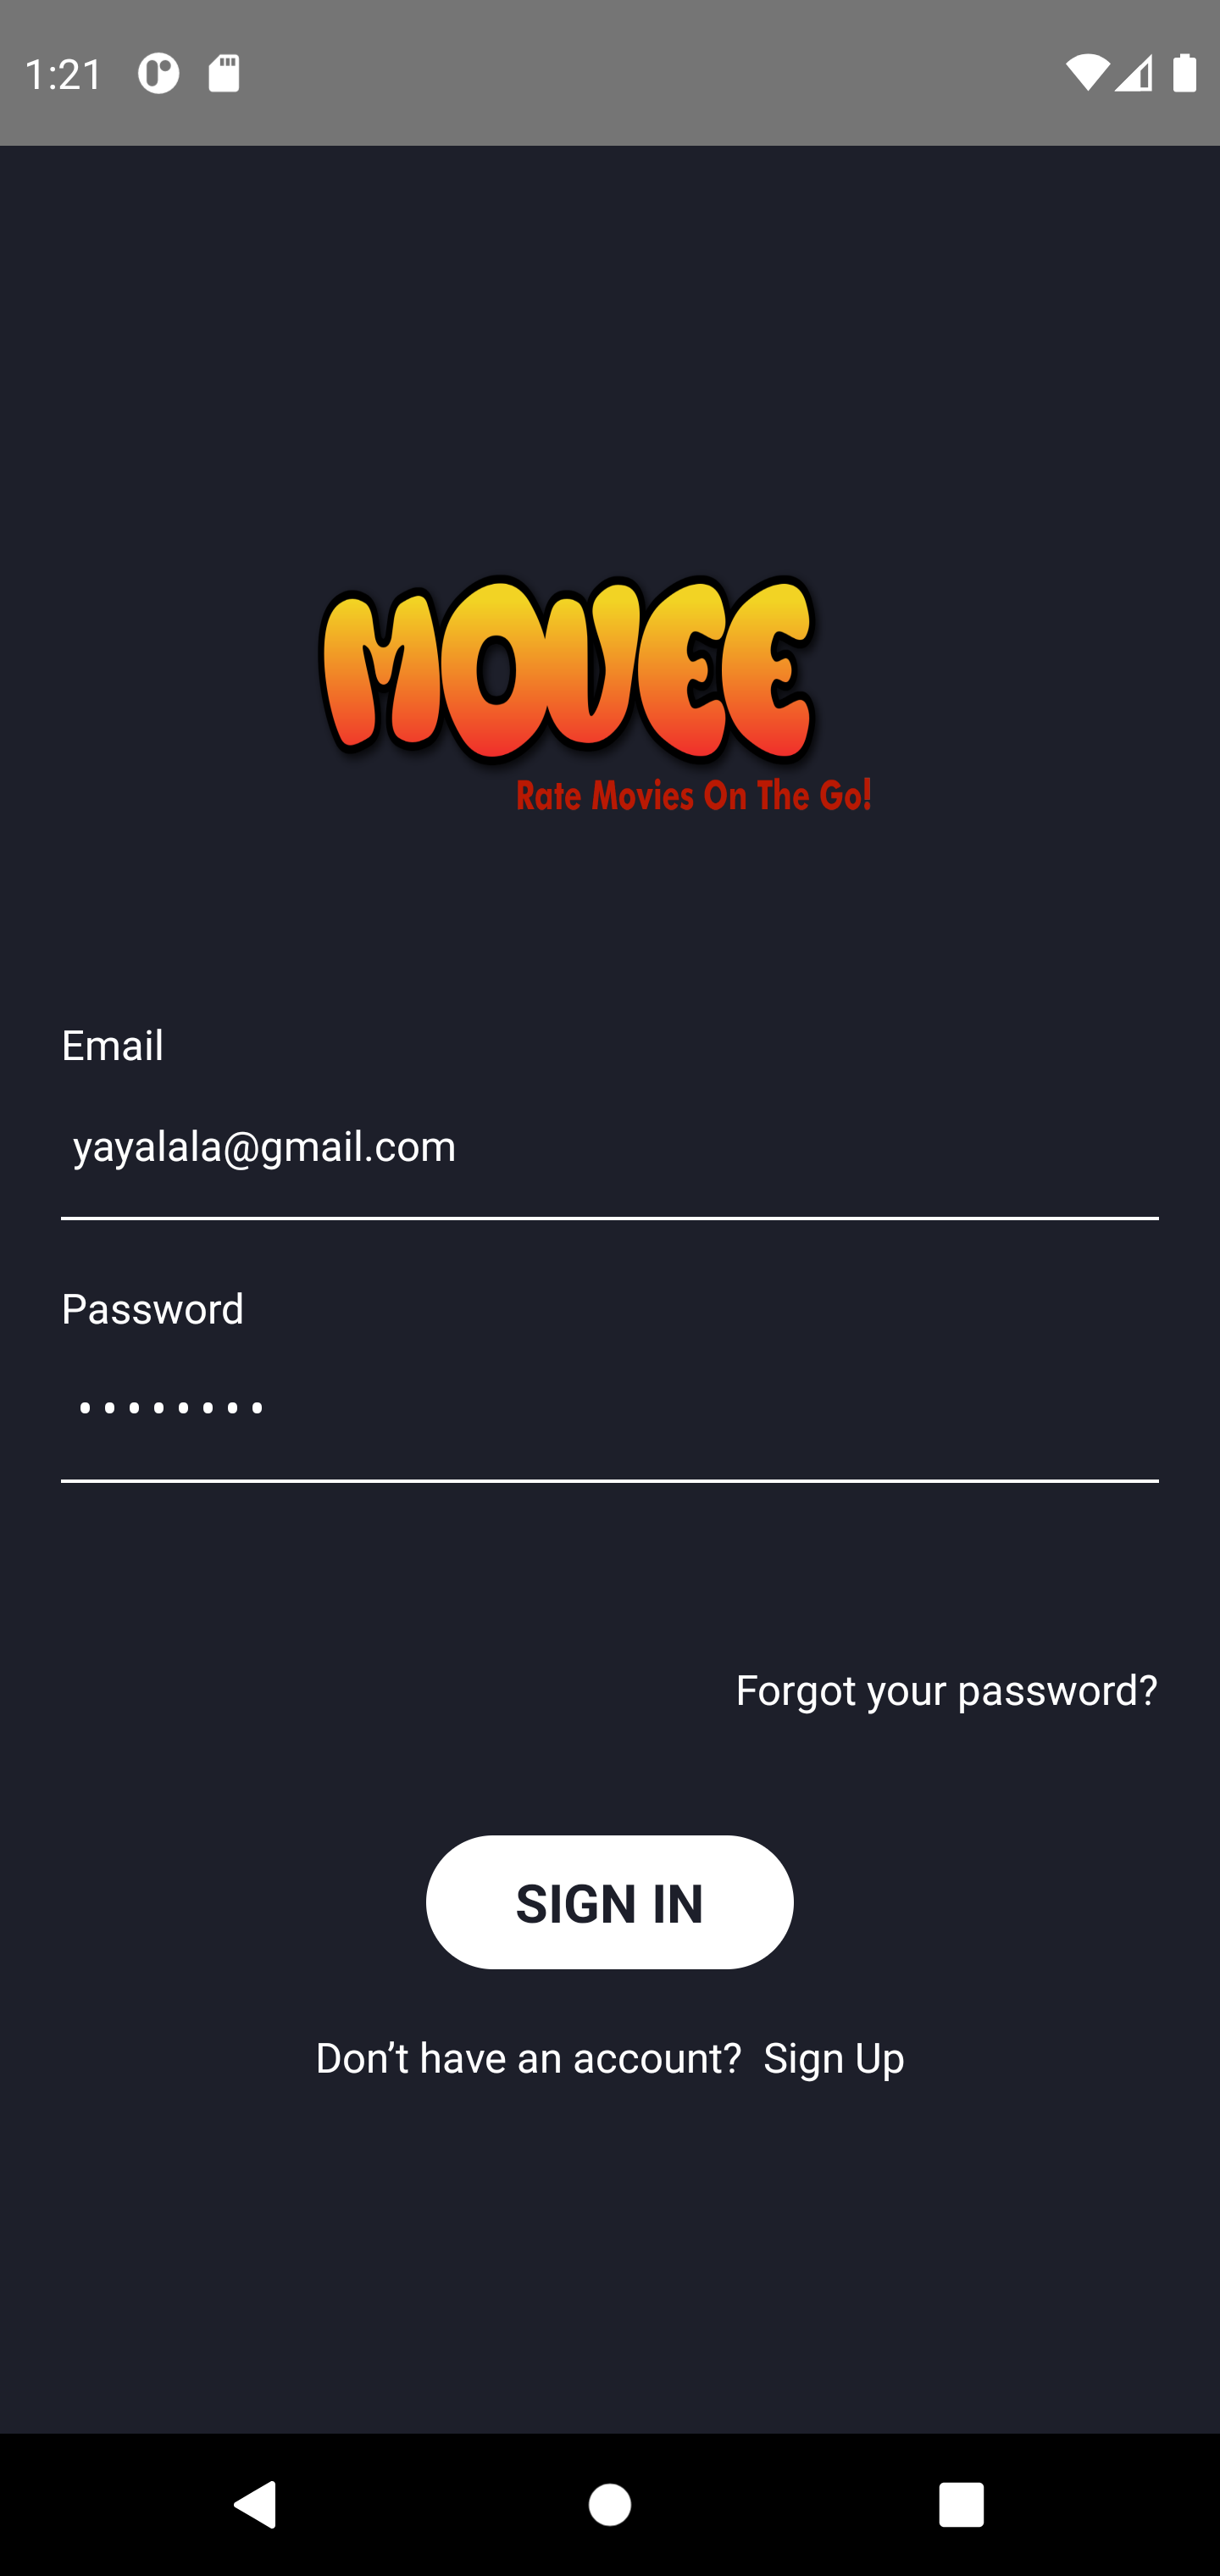 1:21
MOVEE
Rate Movies On The Go!
Email
yayalala@gmail.com
Password
••••••••
Forgot your password?
SIGN IN
Don’t have an account? Sign Up